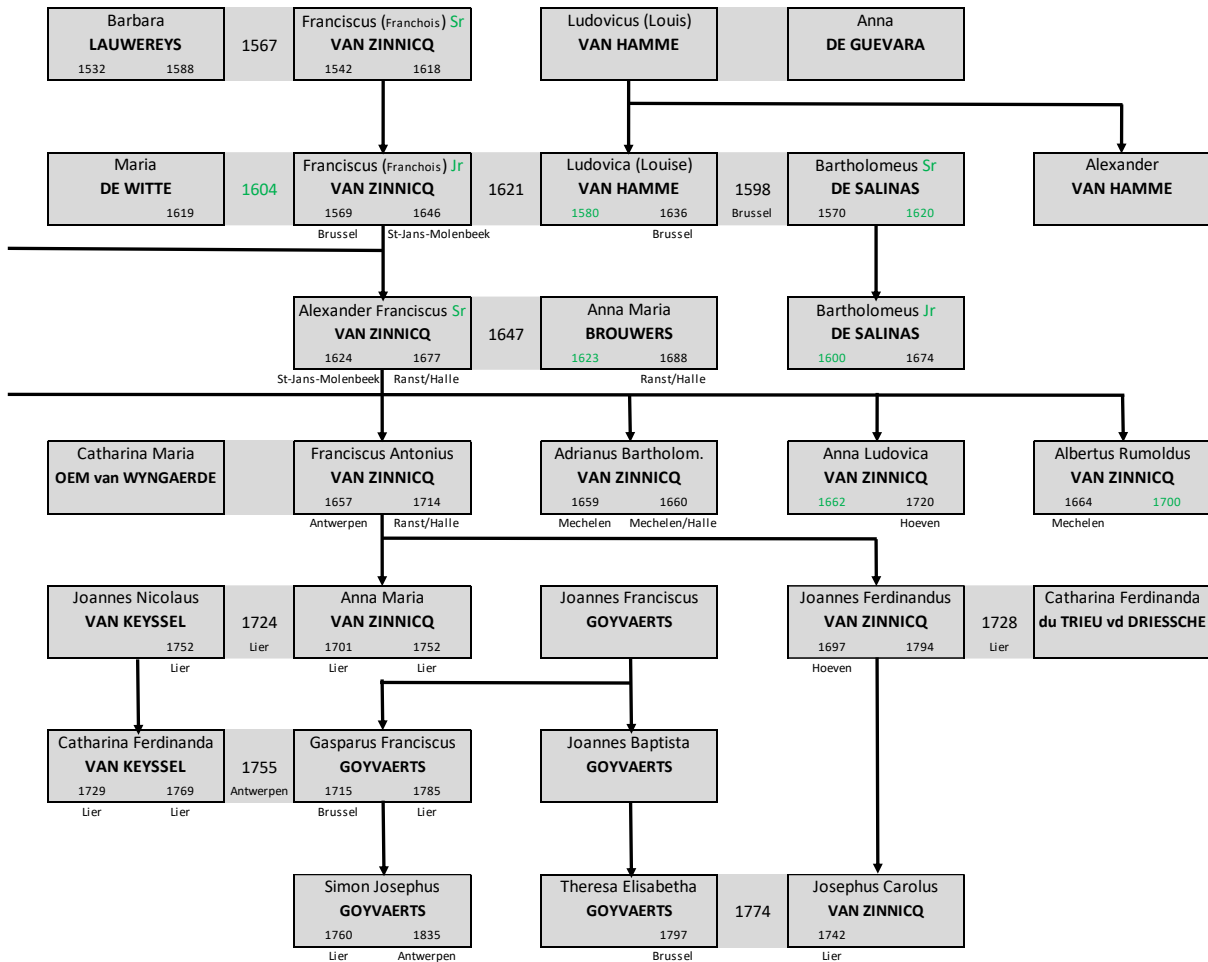 Barbara
LAUWEREYS
1532 1588
1567
Franciscus (Franchois) Sr
VAN ZINNICQ
1542 1618
Ludovicus (Louis)
VAN HAMME
Anna
DE GUEVARA
Maria
DE WITTE
1619
1604
Franciscus (Franchois) Jr
VAN ZINNICQ
1569 1646
Brussel St-Jans-Molenbeek
1621
Ludovica (Louise)
VAN HAMME
1580 1636
Brussel
1598
Brussel
Bartholomeus Sr
DE SALINAS
1570 1620
Alexander
VAN HAMME
Alexander Franciscus Sr
VAN ZINNICQ
1624 1677
St-Jans-Molenbeek Ranst/Halle
1647
Anna Maria
BROUWERS
1623 1688
Ranst/Halle
Bartholomeus Jr
DE SALINAS
1600 1674
Catharina Maria
OEM van WYNGAERDE
Franciscus Antonius
VAN ZINNICQ
1657 1714
Antwerpen Ranst/Halle
Adrianus Bartholom.
VAN ZINNICQ
1659 1660
Mechelen Mechelen/Halle
Anna Ludovica
VAN ZINNICQ
1662 1720
Hoeven
Albertus Rumoldus
VAN ZINNICQ
1664 1700
Mechelen
Joannes Nicolaus
VAN KEYSSEL
1752
Lier
1724
Lier
Anna Maria
VAN ZINNICQ
1701 1752
Lier Lier
Joannes Franciscus
GOYVAERTS
Joannes Ferdinandus
VAN ZINNICQ
1697 1794
Hoeven
1728
Lier
Catharina Ferdinanda
du TRIEU vd DRIESSCHE
Catharina Ferdinanda
VAN KEYSSEL
1729 1769
Lier Lier
1755
Antwerpen
Gasparus Franciscus
GOYVAERTS
1715 1785
Brussel Lier
Joannes Baptista
GOYVAERTS
Simon Josephus
GOYVAERTS
1760 1835
Lier Antwerpen
Theresa Elisabetha
GOYVAERTS
1797
Brussel
1774
Josephus Carolus
VAN ZINNICQ
1742
Lier